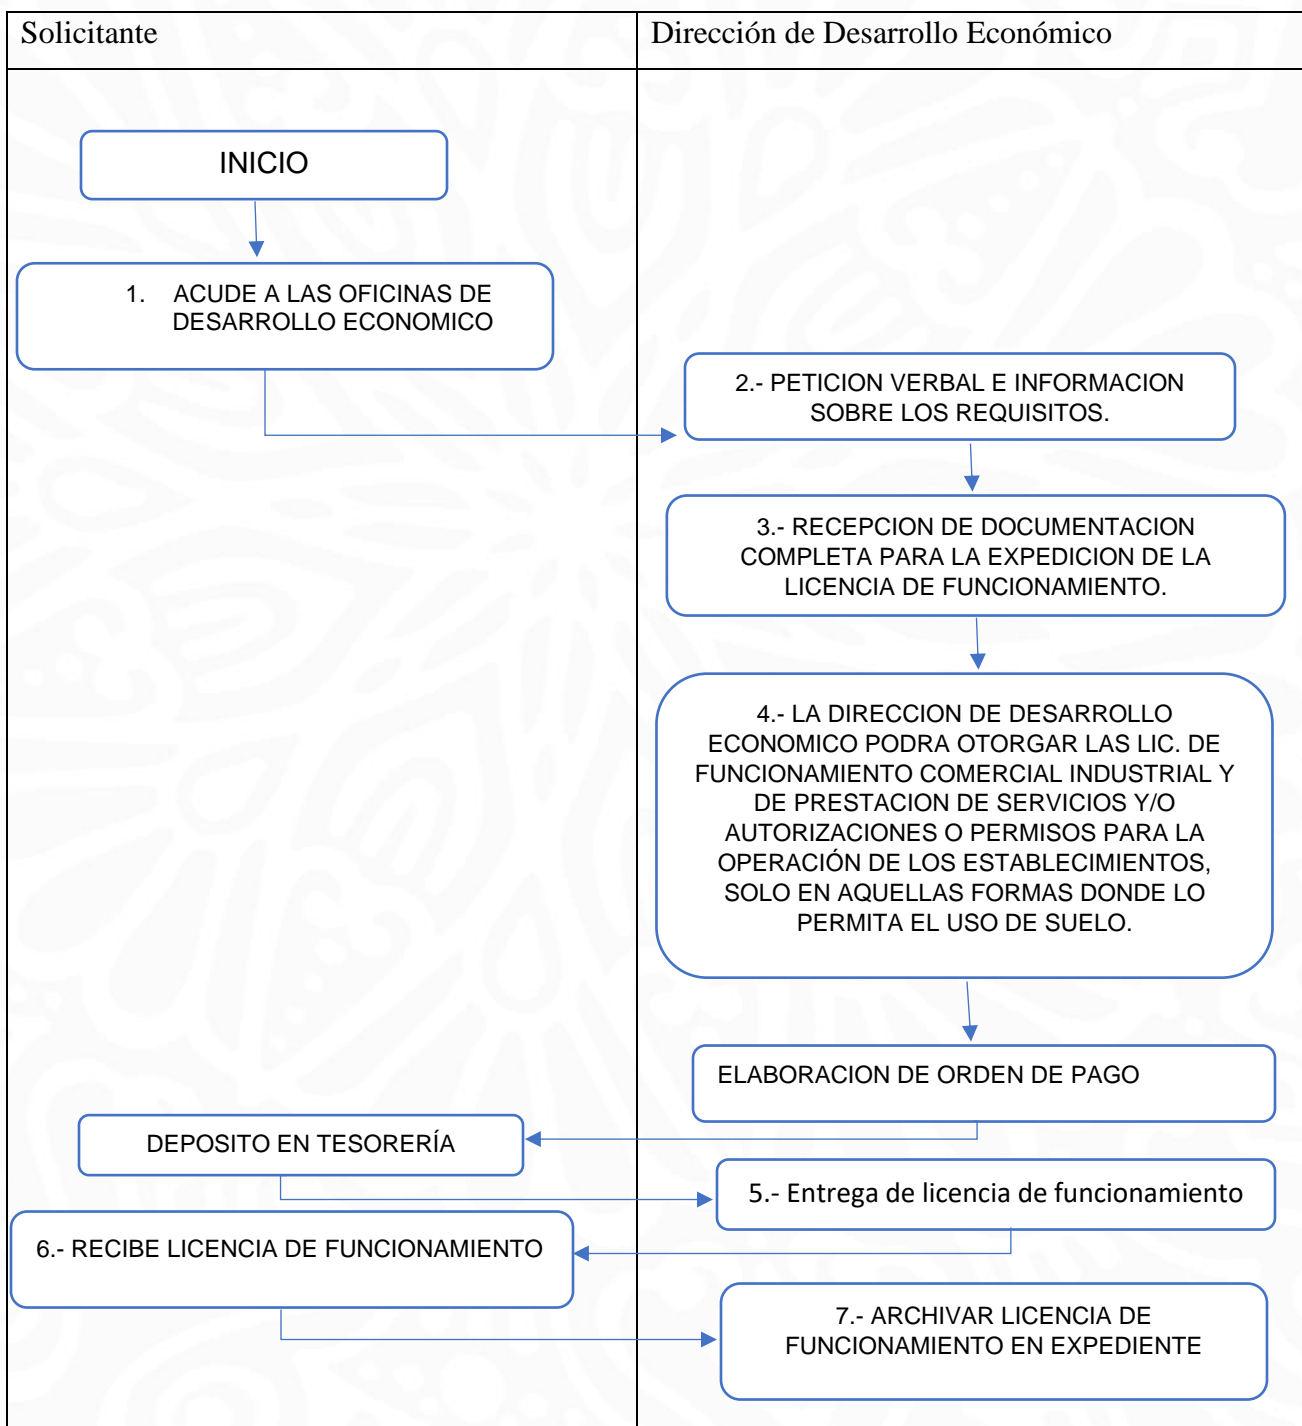 Solicitante
Dirección de Desarrollo Económico
INICIO
1. ACUDE A LAS OFICINAS DE
DESARROLLO ECONOMICO
2.- PETICION VERBAL E INFORMACION
SOBRE LOS REQUISITOS.
3.- RECEPCION DE DOCUMENTACION
COMPLETA PARA LA EXPEDICION DE LA
LICENCIA DE FUNCIONAMIENTO.
4.- LA DIRECCION DE DESARROLLO
ECONOMICO PODRA OTORGAR LAS LIC. DE
FUNCIONAMIENTO COMERCIAL INDUSTRIAL Y
DE PRESTACION DE SERVICIOS Y/O
AUTORIZACIONES O PERMISOS PARA LA
OPERACIÓN DE LOS ESTABLECIMIENTOS,
SOLO EN AQUELLAS FORMAS DONDE LO
PERMITA EL USO DE SUELO.
ELABORACION DE ORDEN DE PAGO
DEPOSITO EN TESORERÍA
5.- Entrega de licencia de funcionamiento
6.- RECIBE LICENCIA DE FUNCIONAMIENTO
7.- ARCHIVAR LICENCIA DE
FUNCIONAMIENTO EN EXPEDIENTE